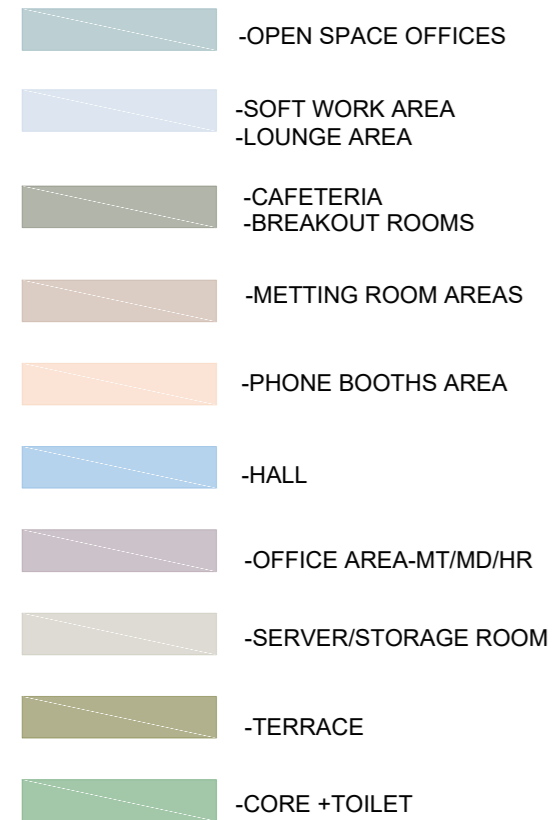 -OPEN SPACE OFFICES
-SOFT WORK AREA
-LOUNGE AREA
-CAFETERIA
-BREAKOUT ROOMS
-METTING ROOM AREAS
-PHONE BOOTHS AREA
-HALL
-OFFICE AREA-MT/MD/HR
-SERVER/STORAGE ROOM
-TERRACE
-CORE +TOILET